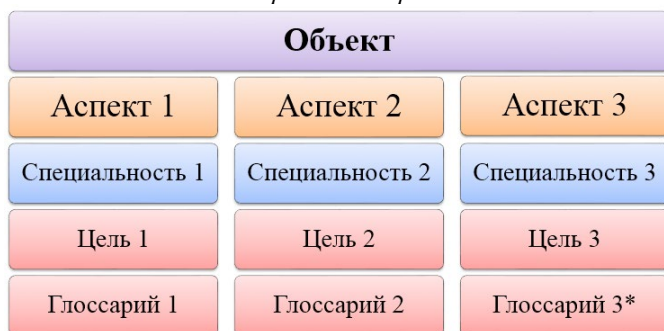 Объект
Аспект 1 Аспект 2 Аспект 3
Специальность 1 Специальность 2 Специальность 3
Цель 1 Цель 2 Цель 3
Глоссарий 1 Глоссарий 2 Глоссарий 3*